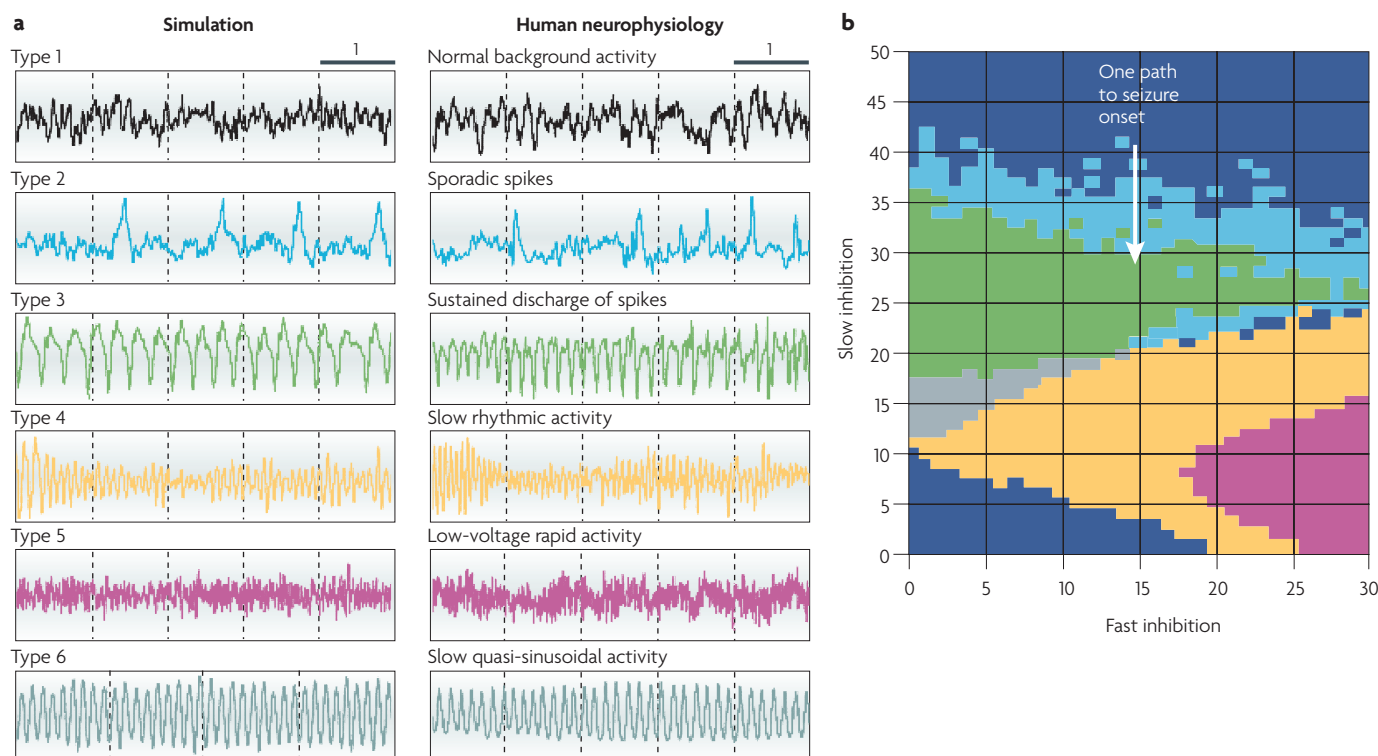 a
Simulation
Human neurophysiology
Type 1
1
Normal background activity
1
Type 2
Sporadic spikes
Type 3
Sustained discharge of spikes
Type 4
Slow rhythmic activity
Type 5
Low-voltage rapid activity
Type 6
Slow quasi-sinusoidal activity
b
50
45
40
35
30
25
20
15
10
5
0
Slow inhibition
One path
to seizure
onset
0 5 10 15 20 25 30
Fast inhibition